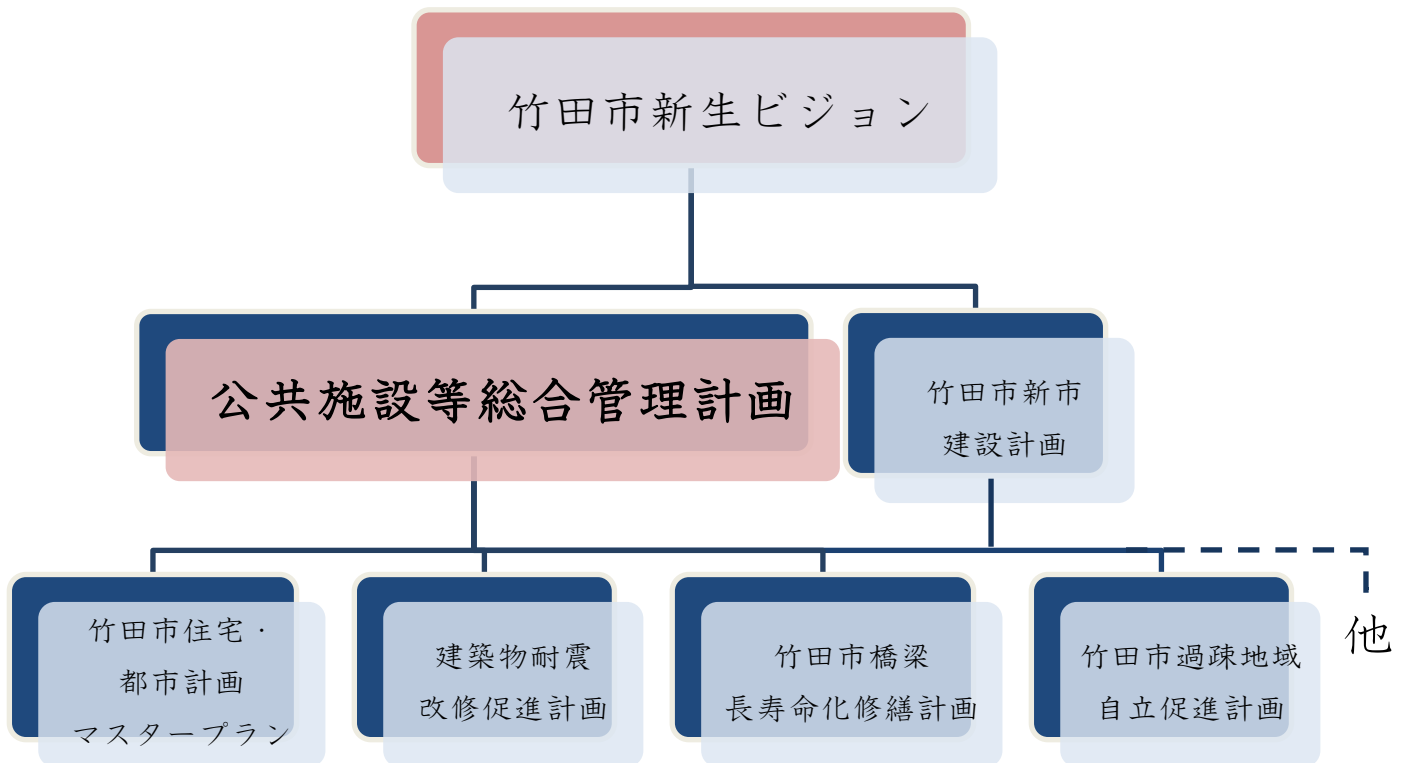 竹田市新生ビジョン
公共施設等総合管理計画
竹田市新市
建設計画
竹田市住宅・
都市計画
マスタープラン
建築物耐震
改修促進計画
竹田市橋梁
長寿命化修繕計画
竹田市過疎地域
自立促進計画
他